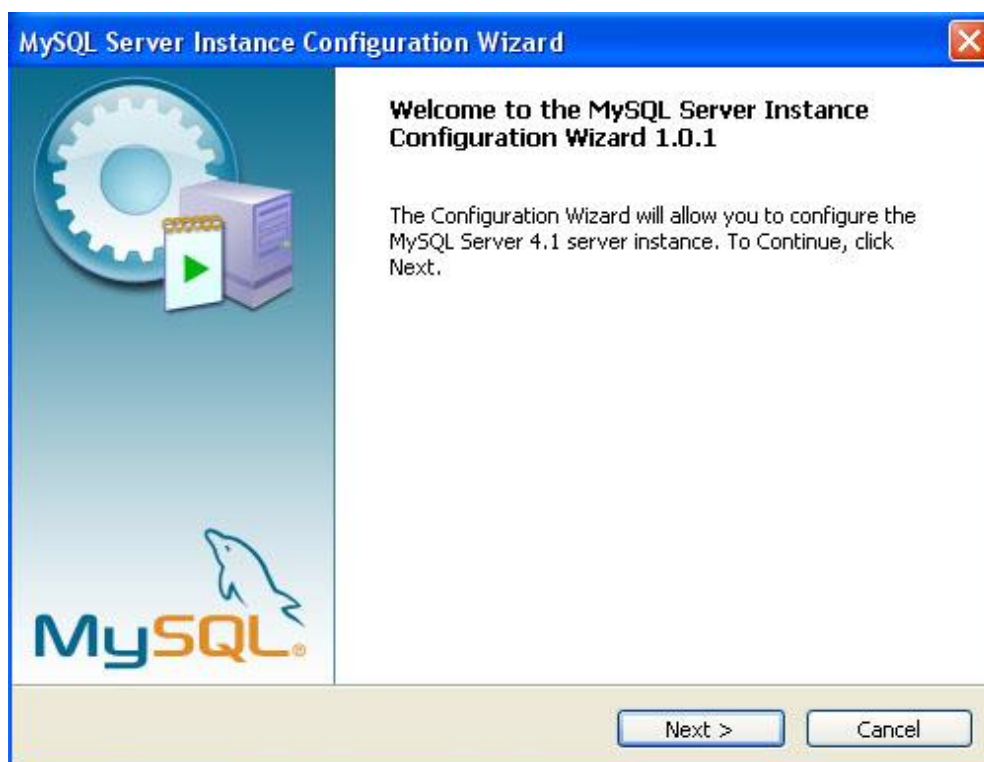 MySQL Server Instance Configuration Wizard
Welcome to the MySQL Server Instance
Configuration Wizard 1.0.1
The Configuration Wizard will allow you to configure the
MySQL Server 4.1 server instance. To Continue, click
Next.
MySQL®
Next >
Cancel